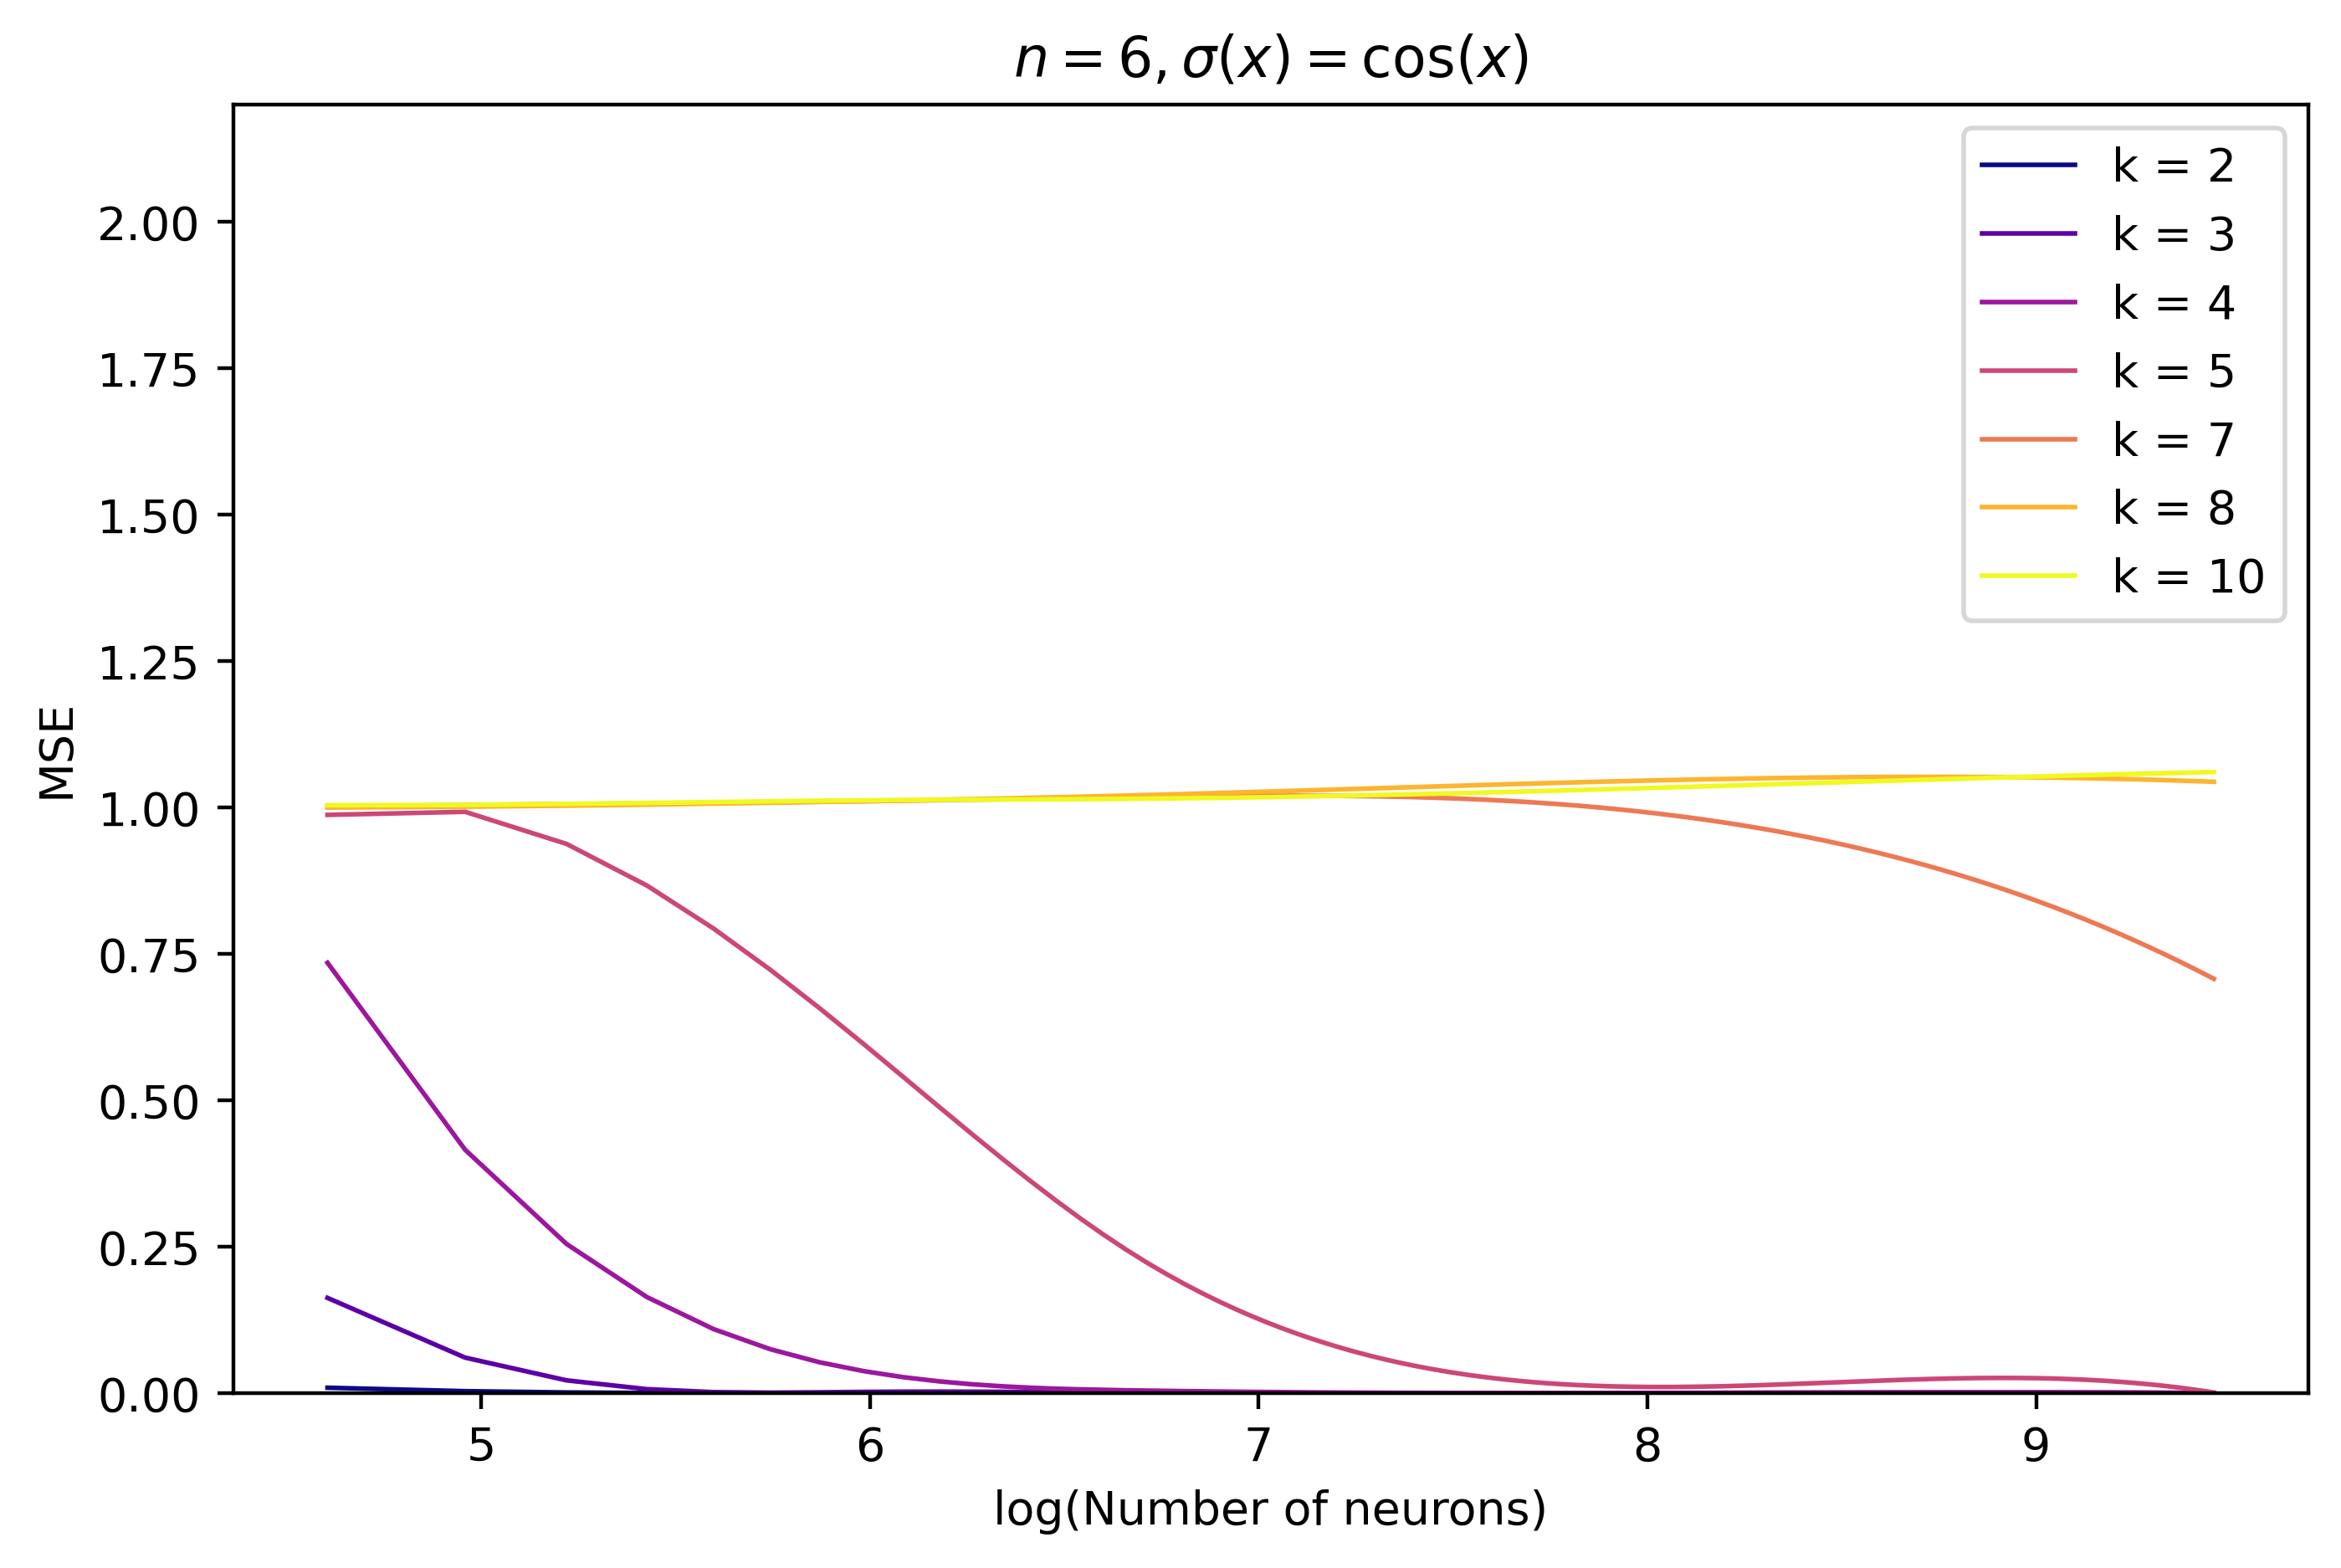 n = 6, σ(x) = cos(x)
k = 2
k = 3
k = 4
k = 5
k = 7
k = 8
k = 10
MSE
2.00
1.75
1.50
1.25
1.00
0.75
0.50
0.25
0.00
5 6 7 8 9
log(Number of neurons)